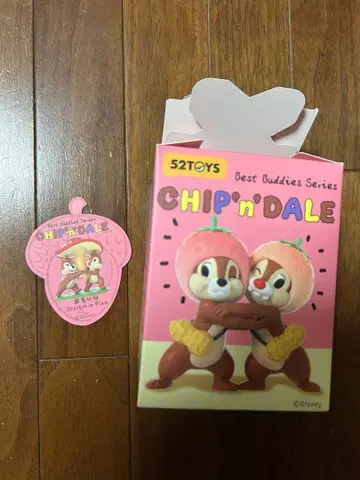 52TOYS
Best Buddies Series
CHIP'n'DALE
©Disney
Best Buddies Series
CHIP'n'DALE